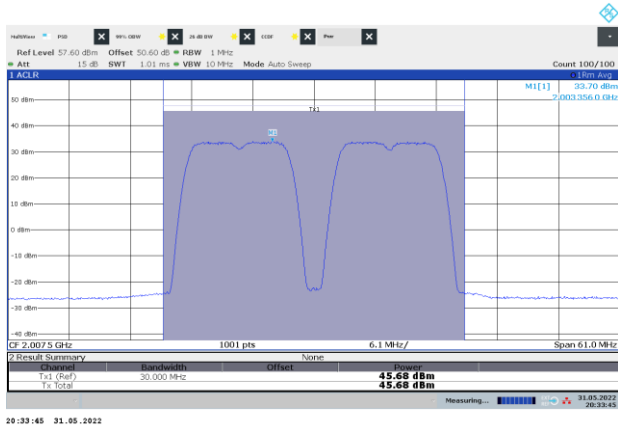 MultiView PSD X 99% OBW X 26 dB BW X CCDF X Pwr X
Ref Level 57.60 dBm Offset 50.60 dB RBW 1 MHz
Att 15 dB SWT 1.01 ms VBW 10 MHz Mode Auto Sweep Count 100/100
1 ACLR 1Rm Avg
M1[1] 33.70 dBm
2.003 356 0 GHz
50 dBm
Tx1
40 dBm
M1
30 dBm
20 dBm
10 dBm
0 dBm
-10 dBm
-20 dBm
-30 dBm
-40 dBm
CF 2.0075 GHz 1001 pts 6.1 MHz/ Span 61.0 MHz
2 Result Summary None
Channel Bandwidth Offset Power
Tx1 (Ref) 30.000 MHz 45.68 dBm
Tx Total 45.68 dBm
Measuring... 31.05.2022
20:33:45
20:33:45 31.05.2022